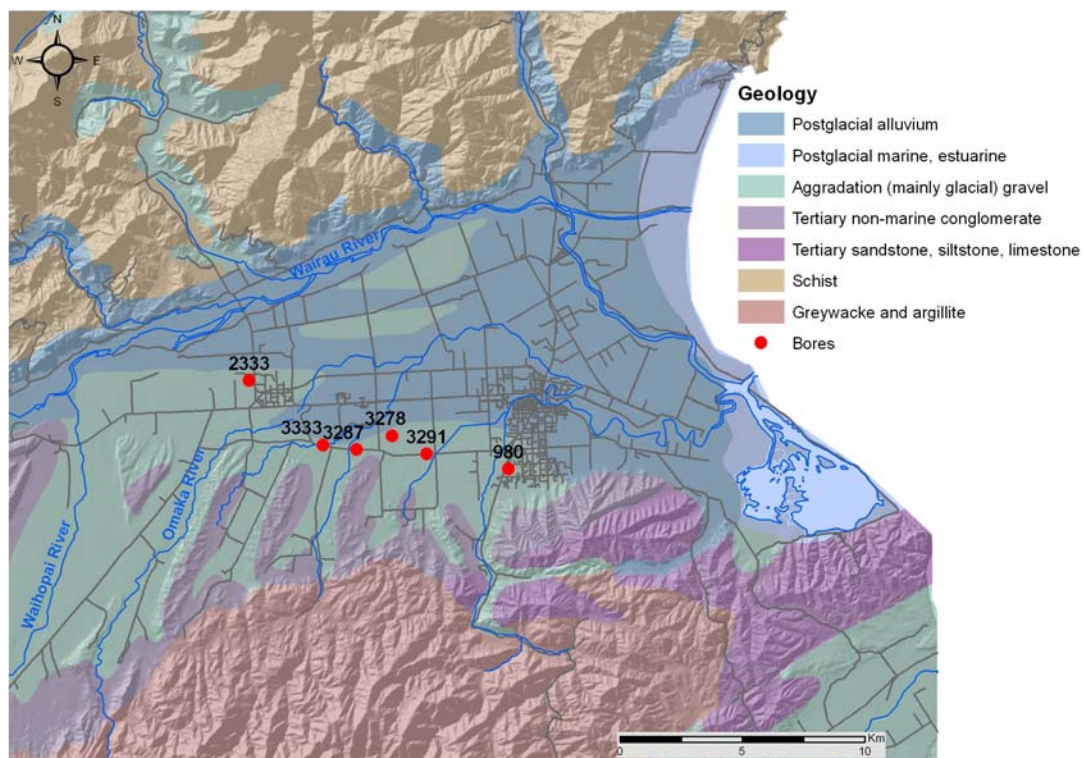 N
W E
S
Geology
Postglacial alluvium
Postglacial marine, estuarine
Aggradation (mainly glacial) gravel
Tertiary non-marine conglomerate
Tertiary sandstone, siltstone, limestone
Schist
Greywacke and argillite
Bores
Wairau River
2333
3278
3333
3287
3291
980
Omaka River
Waihopai River
Km
0 5 10